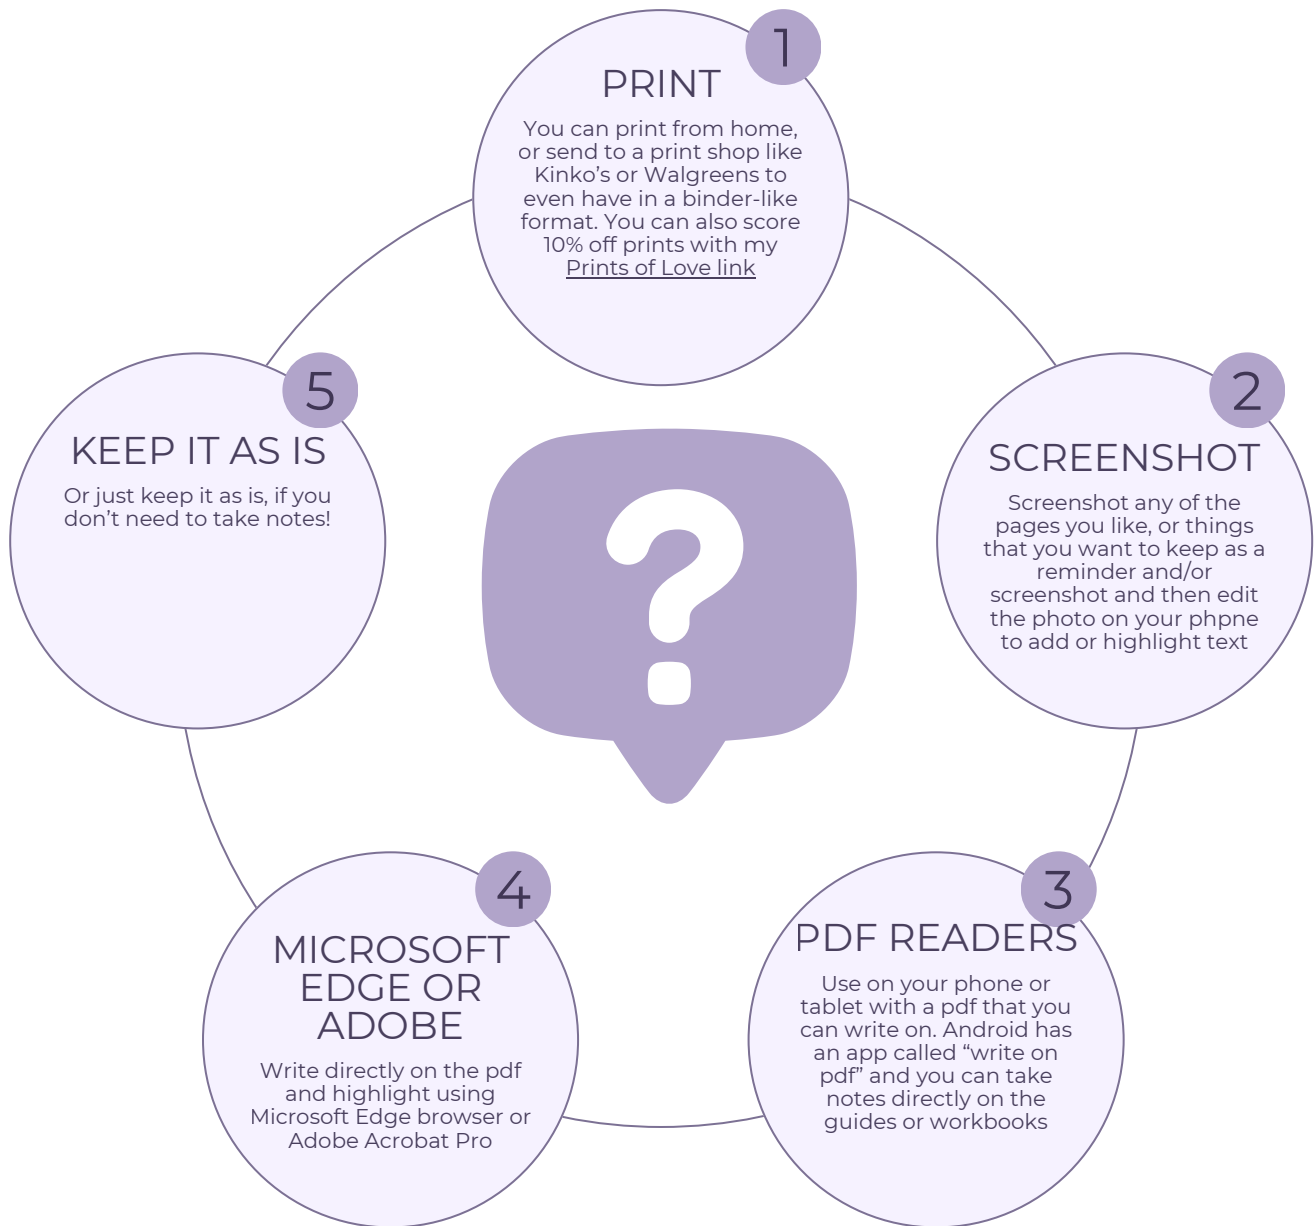 1
PRINT
You can print from home,
or send to a print shop like
Kinko's or Walgreens to
even have in a binder-like
format. You can also score
10% off prints with my
Prints of Love link
2
SCREENSHOT
Screenshot any of the
pages you like, or things
that you want to keep as a
reminder and/or
screenshot and then edit
the photo on your phpne
to add or highlight text
3
PDF READERS
Use on your phone or
tablet with a pdf that you
can write on. Android has
an app called “write on
pdf” and you can take
notes directly on the
guides or workbooks
4
MICROSOFT
EDGE OR
ADOBE
Write directly on the pdf
and highlight using
Microsoft Edge browser or
Adobe Acrobat Pro
5
KEEP IT AS IS
Or just keep it as is, if you
don't need to take notes!
?